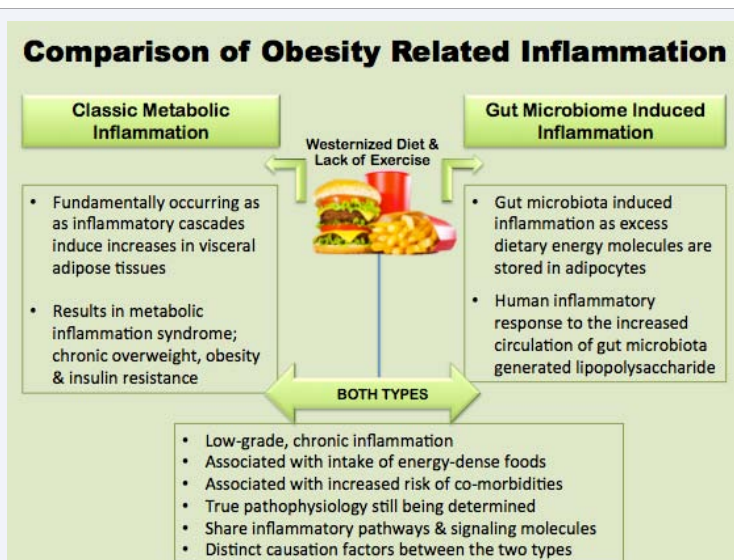 Comparison of Obesity Related Inflammation
Classic Metabolic
Inflammation
Westernized Diet &
Lack of Exercise
Gut Microbiome Induced
Inflammation
• Fundamentally occurring as
as inflammatory cascades
induce increases in visceral
adipose tissues
• Results in metabolic
inflammation syndrome;
chronic overweight, obesity
& insulin resistance
• Gut microbiota induced
inflammation as excess
dietary energy molecules are
stored in adipocytes
• Human inflammatory
response to the increased
circulation of gut microbiota
generated lipopolysaccharide
BOTH TYPES
• Low-grade, chronic inflammation
• Associated with intake of energy-dense foods
• Associated with increased risk of co-morbidities
• True pathophysiology still being determined
• Share inflammatory pathways & signaling molecules
• Distinct causation factors between the two types